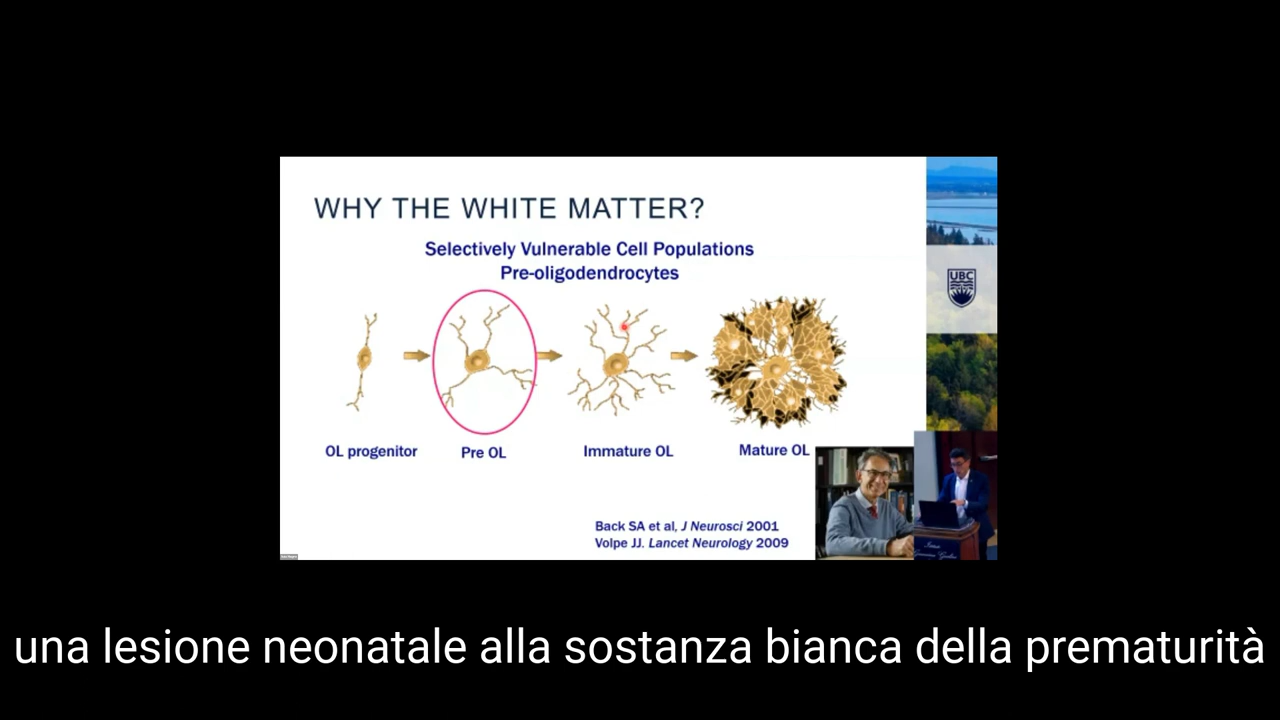 WHY THE WHITE MATTER?
Selectively Vulnerable Cell Populations
Pre-oligodendrocytes
UBC
OL progenitor
Pre OL
Immature OL
Mature OL
Back SA et al, J Neurosci 2001
Volpe JJ. Lancet Neurology 2009
una lesione neonatale alla sostanza bianca della prematurità